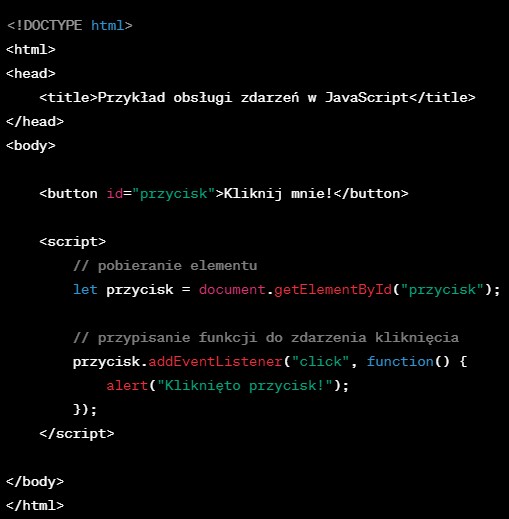 <!DOCTYPE html>
<html>
<head>
    <title>Przykład obsługi zdarzeń w JavaScript</title>
</head>
<body>

    <button id="przycisk">Kliknij mnie!</button>

    <script>
        // pobieranie elementu
        let przycisk = document.getElementById("przycisk");

        // przypisanie funkcji do zdarzenia kliknięcia
        przycisk.addEventListener("click", function() {
            alert("Kliknięto przycisk!");
        });
    </script>

</body>
</html>